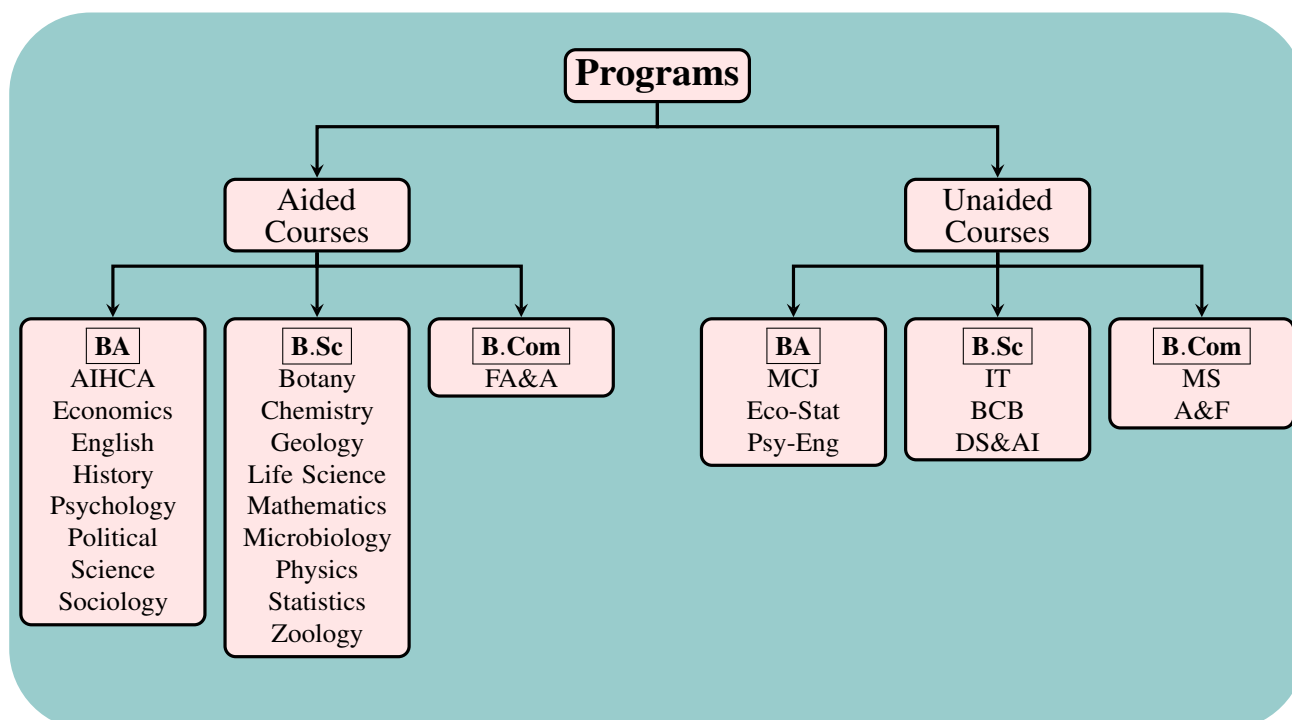 Programs
Aided
Courses
Unaided
Courses
BA
AIHCA
Economics
English
History
Psychology
Political
Science
Sociology
B.Sc
Botany
Chemistry
Geology
Life Science
Mathematics
Microbiology
Physics
Statistics
Zoology
B.Com
FA&A
BA
MCJ
Eco-Stat
Psy-Eng
B.Sc
IT
BCB
DS&AI
B.Com
MS
A&F